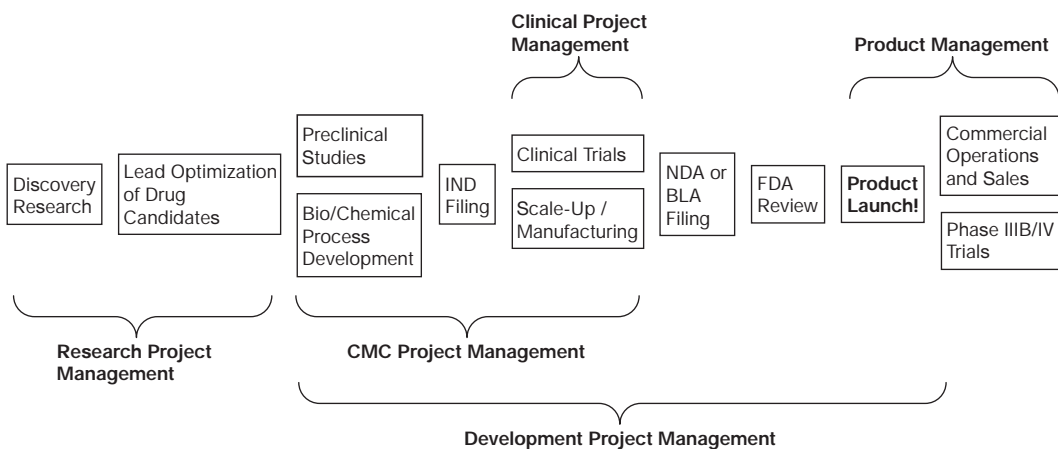 Clinical Project
Management
Product Management
Discovery
Research
Lead Optimization
of Drug
Candidates
Preclinical
Studies
Bio/Chemical
Process
Development
IND
Filing
Clinical Trials
Scale-Up /
Manufacturing
NDA or
BLA
Filing
FDA
Review
Product
Launch!
Commercial
Operations
and Sales
Phase IIIB/IV
Trials
Research Project
Management
CMC Project Management
Development Project Management